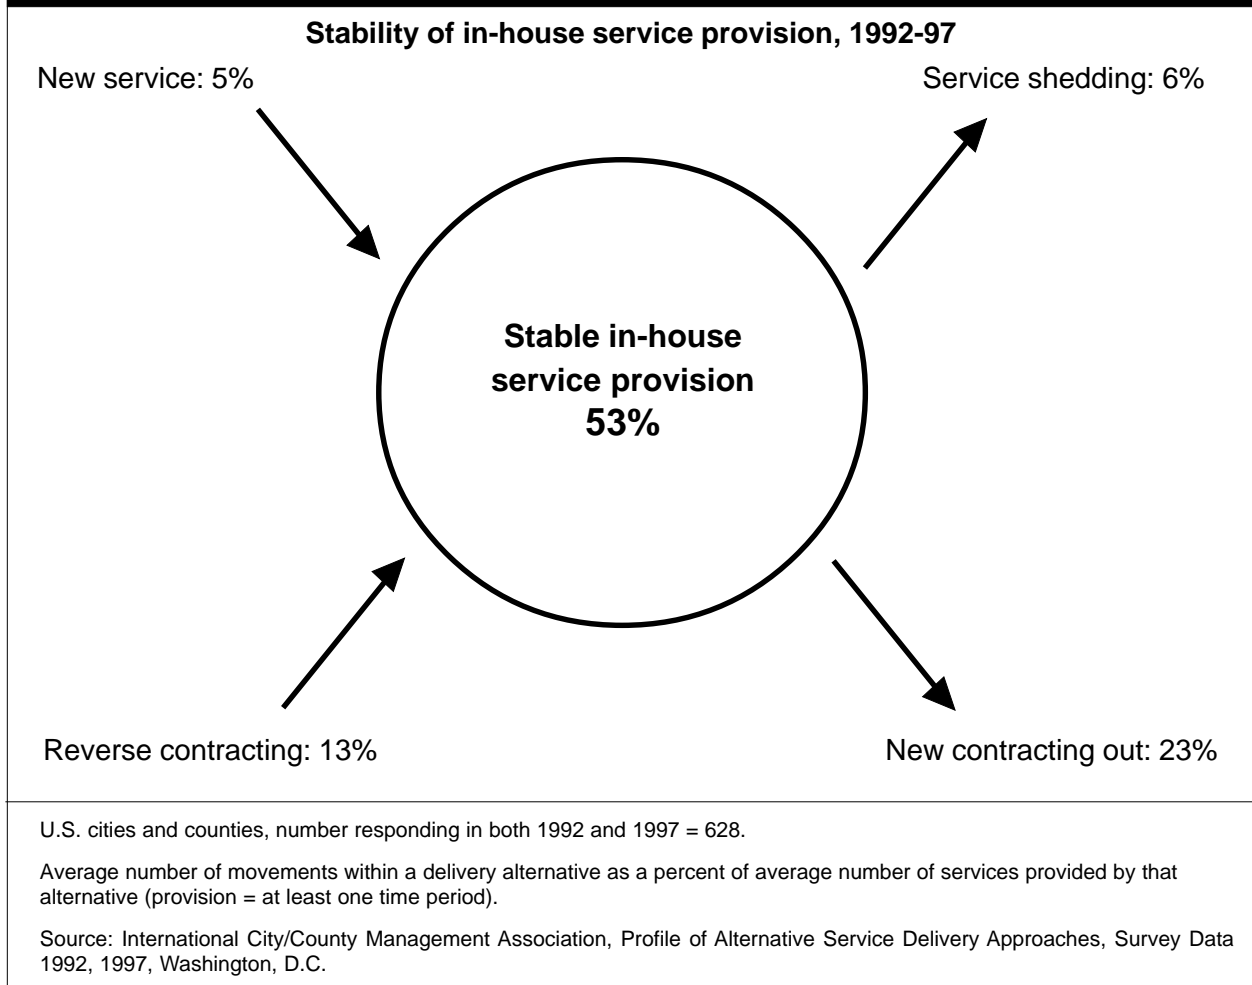 Stability of in-house service provision, 1992-97
New service: 5%
Service shedding: 6%
Stable in-house
service provision
53%
Reverse contracting: 13%
New contracting out: 23%
U.S. cities and counties, number responding in both 1992 and 1997 = 628.
Average number of movements within a delivery alternative as a percent of average number of services provided by that
alternative (provision = at least one time period).
Source: International City/County Management Association, Profile of Alternative Service Delivery Approaches, Survey Data
1992, 1997, Washington, D.C.